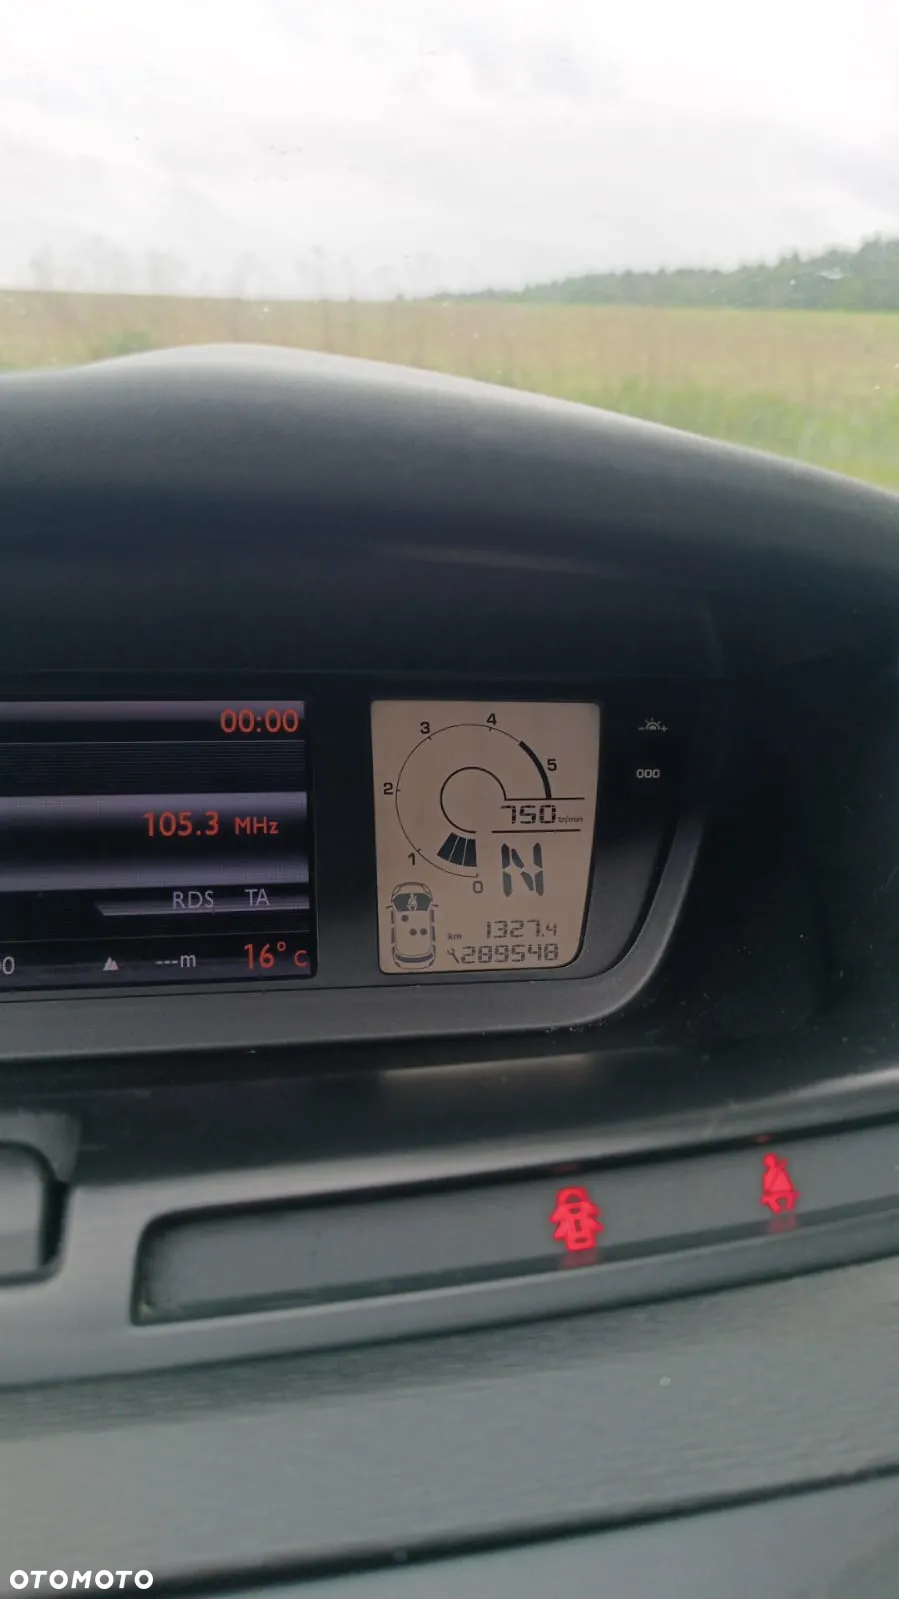 00:00
105.3 MHz
RDS TA
00 ---m 16°C
0 1 2 3 4 5
750 tr/min
N
km 1327.4
289548
000
OTOMOTO